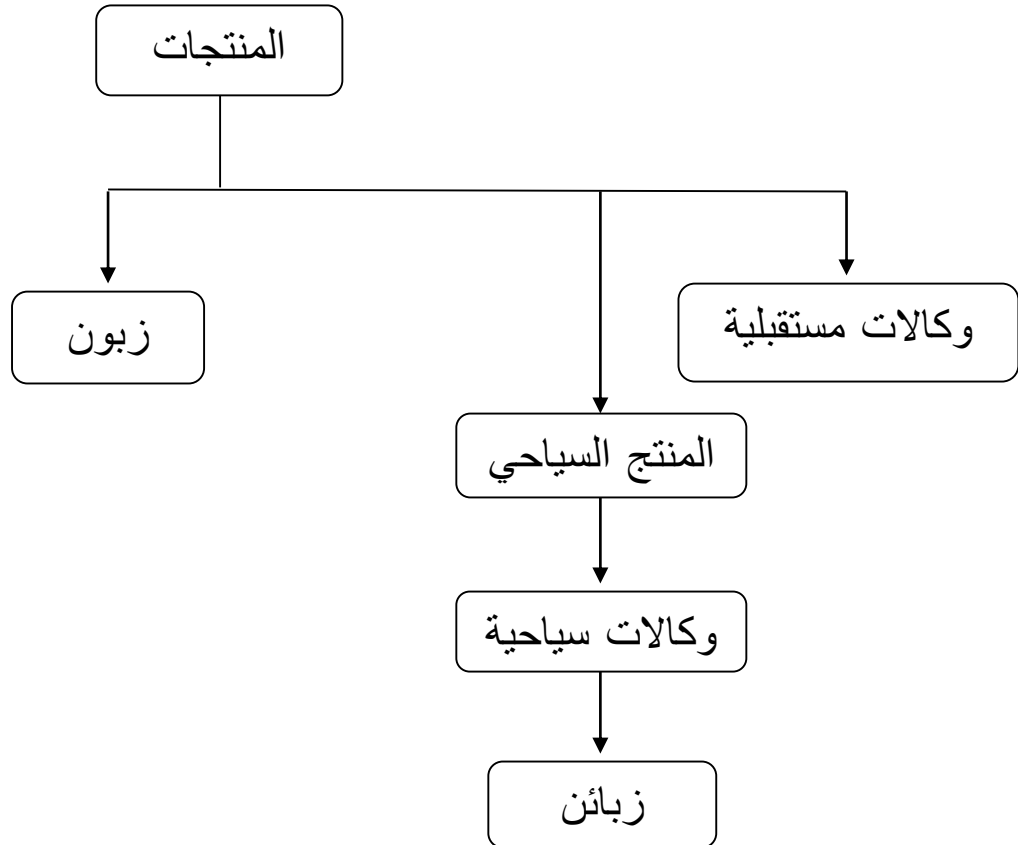 المنتجات
وكالات مستقبلية
زبون
المنتج السياحي
وكالات سياحية
زبائن